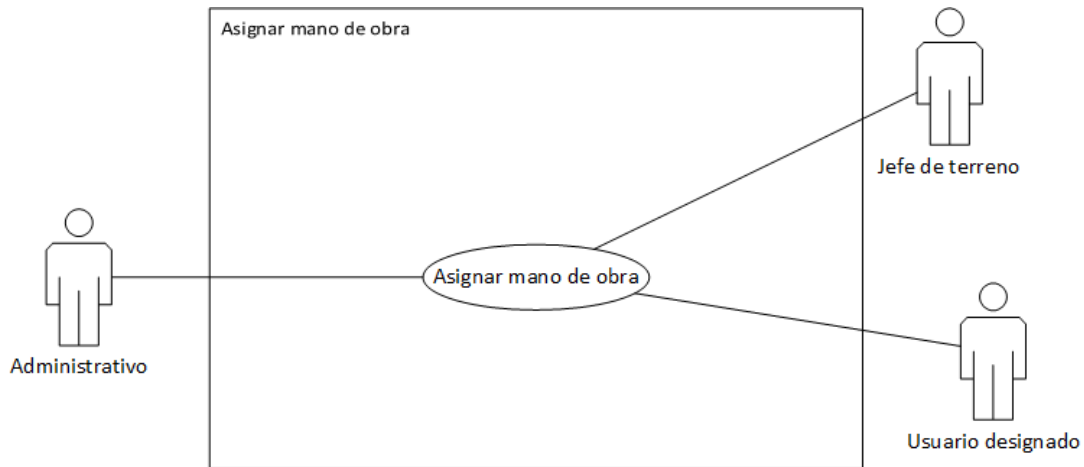 Asignar mano de obra
Jefe de terreno
Asignar mano de obra
Administrativo
Usuario designado